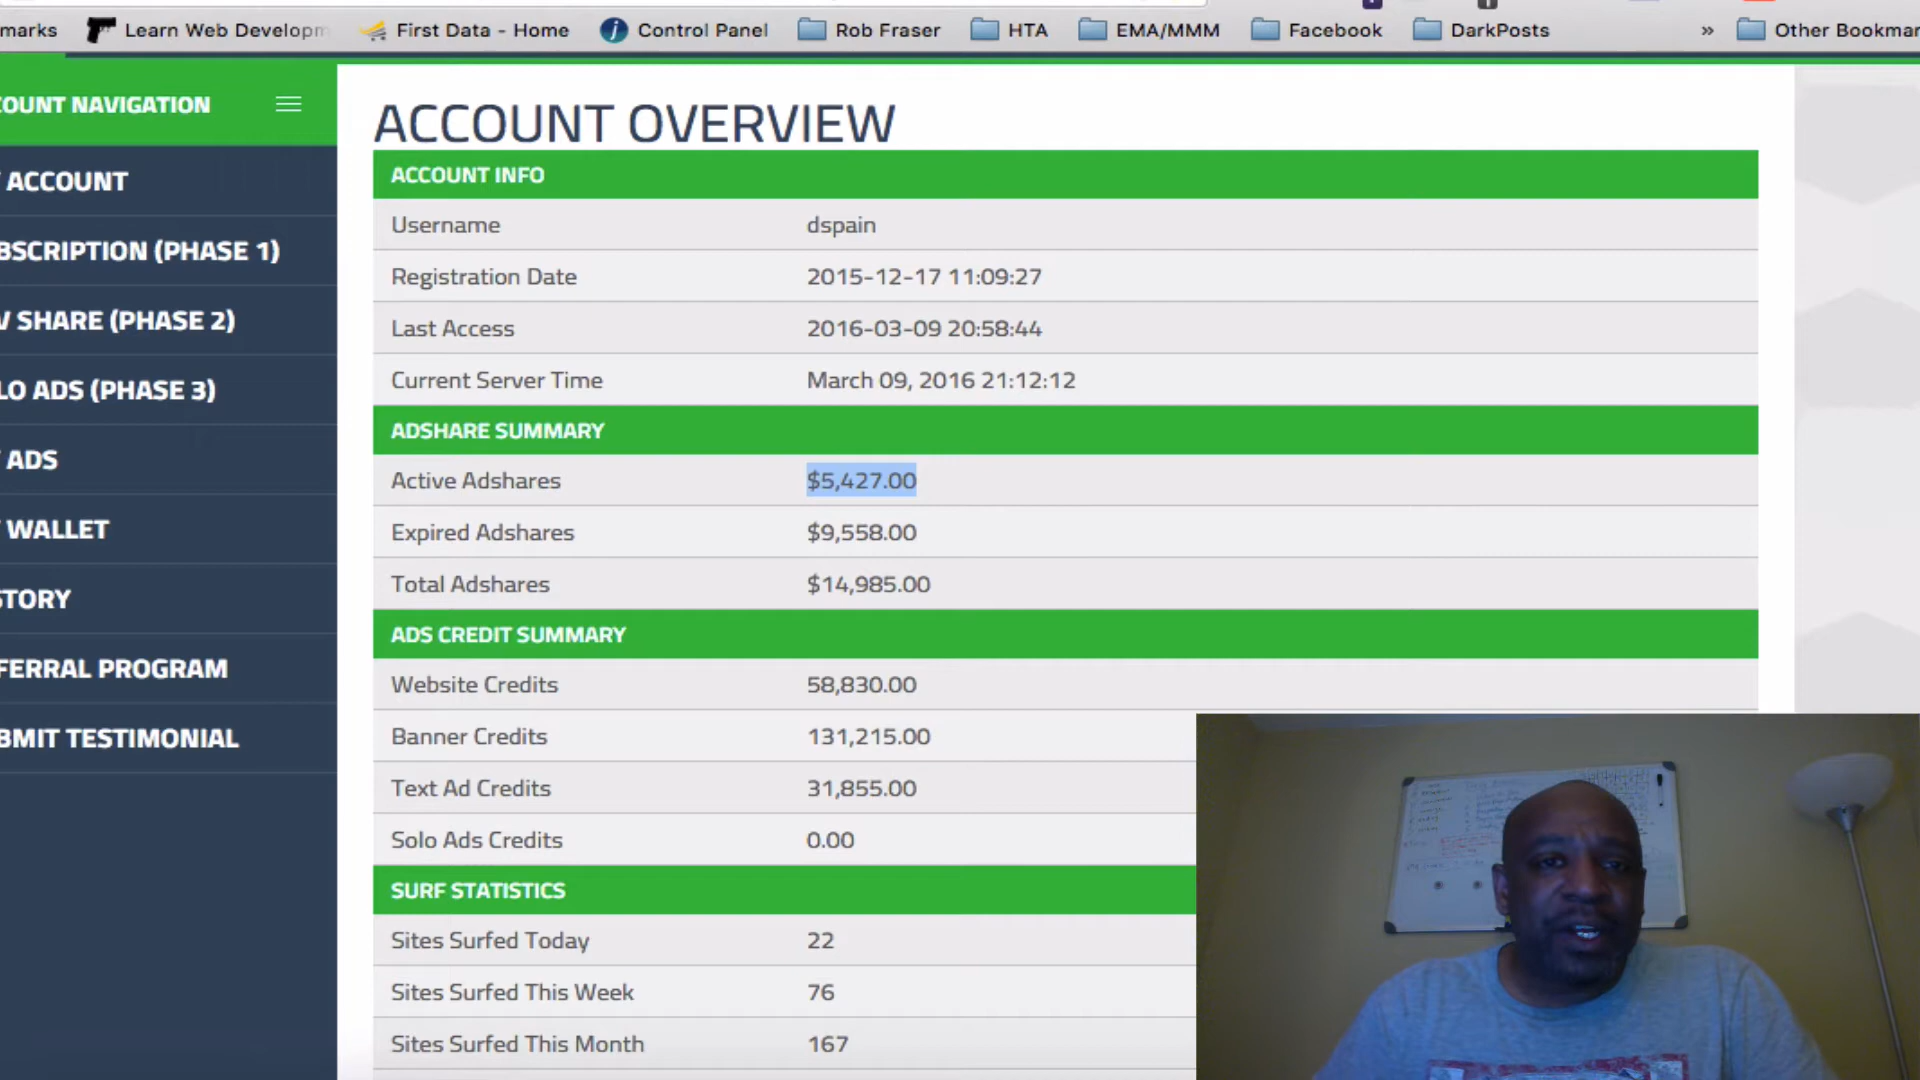 marks Learn Web Developm First Data - Home Control Panel Rob Fraser HTA EMA/MMM Facebook DarkPosts » Other Bookmar
COUNT NAVIGATION
ACCOUNT
BSCRIPTION (PHASE 1)
V SHARE (PHASE 2)
LO ADS (PHASE 3)
ADS
WALLET
STORY
FERRAL PROGRAM
BMIT TESTIMONIAL
ACCOUNT OVERVIEW
ACCOUNT INFO
Username dspain
Registration Date 2015-12-17 11:09:27
Last Access 2016-03-09 20:58:44
Current Server Time March 09, 2016 21:12:12
ADSHARE SUMMARY
Active Adshares $5,427.00
Expired Adshares $9,558.00
Total Adshares $14,985.00
ADS CREDIT SUMMARY
Website Credits 58,830.00
Banner Credits 131,215.00
Text Ad Credits 31,855.00
Solo Ads Credits 0.00
SURF STATISTICS
Sites Surfed Today 22
Sites Surfed This Week 76
Sites Surfed This Month 167